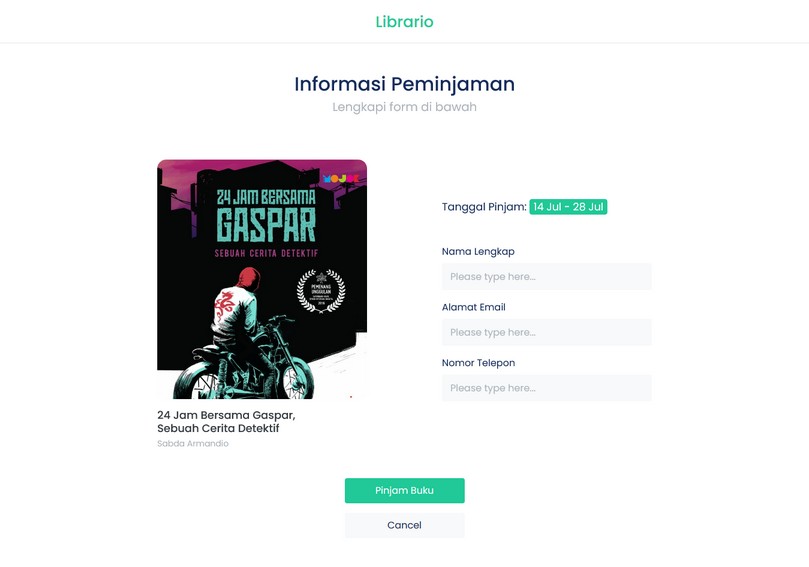 Librario
Informasi Peminjaman
Lengkapi form di bawah
MOJOK
24 JAM BERSAMA
GASPAR
SEBUAH CERITA DETEKTIF
PEMENANG
UNGGULAN
24 Jam Bersama Gaspar,
Sebuah Cerita Detektif
Sabda Armandio
Tanggal Pinjam: 14 Jul - 28 Jul
Nama Lengkap
Please type here...
Alamat Email
Please type here...
Nomor Telepon
Please type here...
Pinjam Buku
Cancel